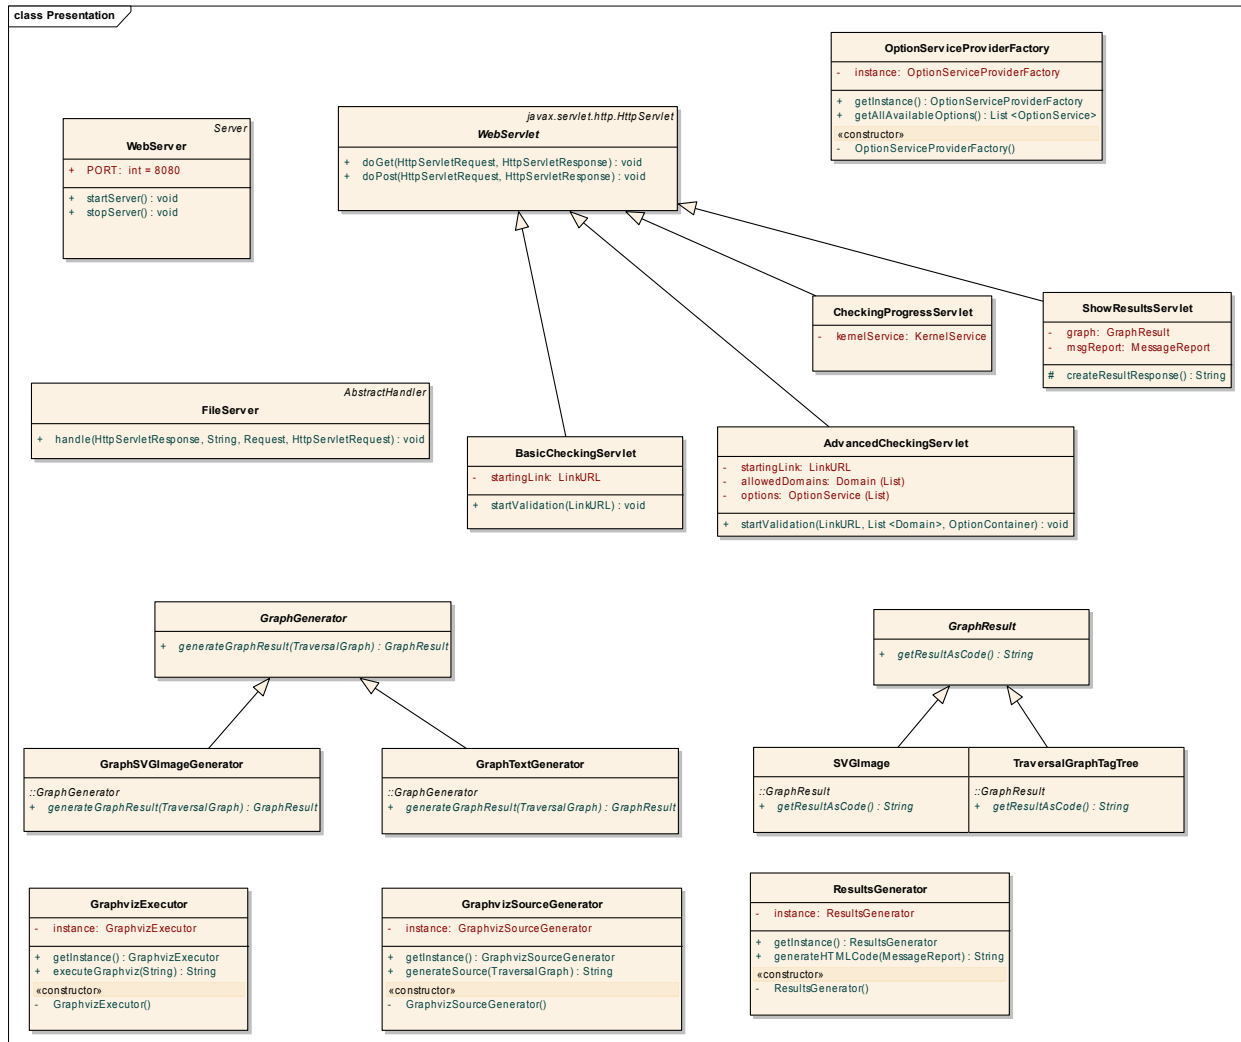 class Presentation
OptionServiceProviderFactory
- instance: OptionServiceProviderFactory
+ getInstance() : OptionServiceProviderFactory
+ getAllAvailableOptions() : List <OptionService>
«constructor»
- OptionServiceProviderFactory()
Server
WebServer
+ PORT: int = 8080
+ startServer() : void
+ stopServer() : void
javax.servlet.http.HttpServlet
WebServlet
+ doGet(HttpServletRequest, HttpServletResponse) : void
+ doPost(HttpServletRequest, HttpServletResponse) : void
CheckingProgressServlet
- kernelService: KernelService
ShowResultsServlet
- graph: GraphResult
- msgReport: MessageReport
# createResultResponse() : String
AbstractHandler
FileServer
+ handle(HttpServletResponse, String, Request, HttpServletRequest) : void
BasicCheckingServlet
- startingLink: LinkURL
+ startValidation(LinkURL) : void
AdvancedCheckingServlet
- startingLink: LinkURL
- allowedDomains: Domain (List)
- options: OptionService (List)
+ startValidation(LinkURL, List <Domain>, OptionContainer) : void
GraphGenerator
+ generateGraphResult(TraversalGraph) : GraphResult
GraphResult
+ getResultAsCode() : String
GraphSVGImageGenerator
::GraphGenerator
+ generateGraphResult(TraversalGraph) : GraphResult
GraphTextGenerator
::GraphGenerator
+ generateGraphResult(TraversalGraph) : GraphResult
SVGImage
::GraphResult
+ getResultAsCode() : String
TraversalGraphTagTree
::GraphResult
+ getResultAsCode() : String
GraphvizExecutor
- instance: GraphvizExecutor
+ getInstance() : GraphvizExecutor
+ executeGraphviz(String) : String
«constructor»
- GraphvizExecutor()
GraphvizSourceGenerator
- instance: GraphvizSourceGenerator
+ getInstance() : GraphvizSourceGenerator
+ generateSource(TraversalGraph) : String
«constructor»
- GraphvizSourceGenerator()
ResultsGenerator
- instance: ResultsGenerator
+ getInstance() : ResultsGenerator
+ generateHTMLCode(MessageReport) : String
«constructor»
- ResultsGenerator()